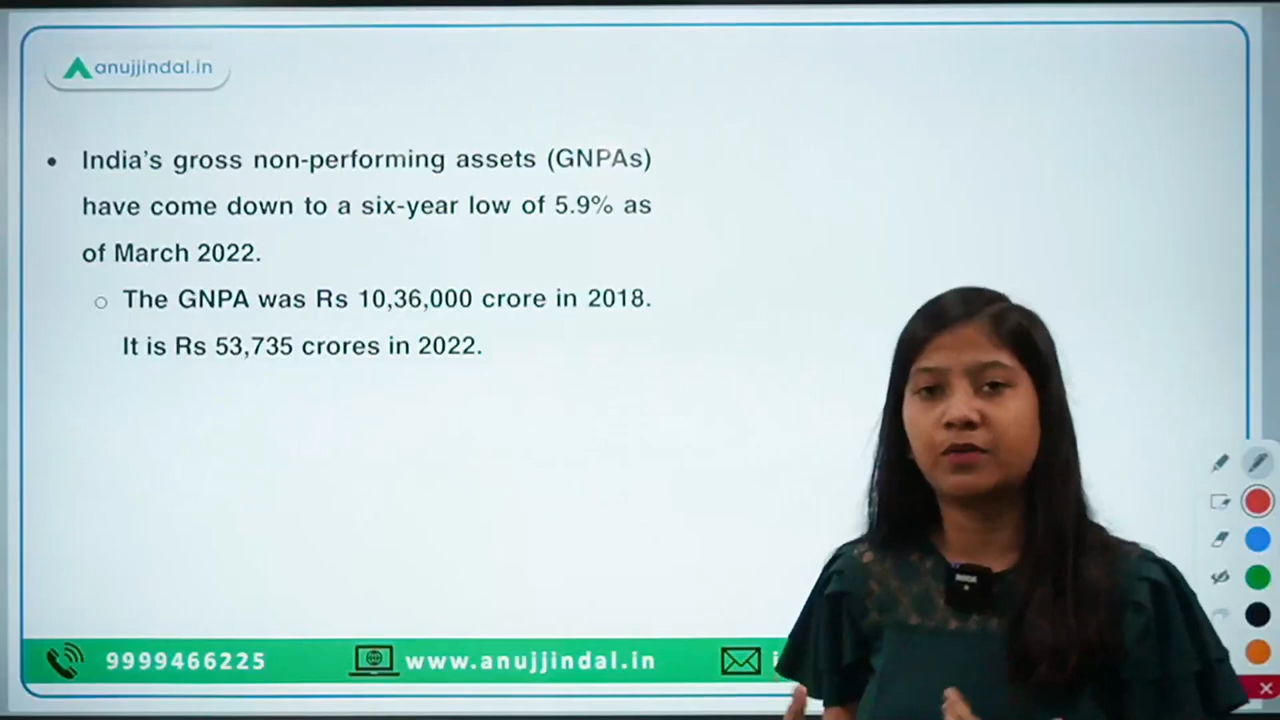 anujjindal.in
India's gross non-performing assets (GNPAs)
have come down to a six-year low of 5.9% as
of March 2022.
The GNPA was Rs 10,36,000 crore in 2018.
It is Rs 53,735 crores in 2022.
9999466225
www.anujjindal.in